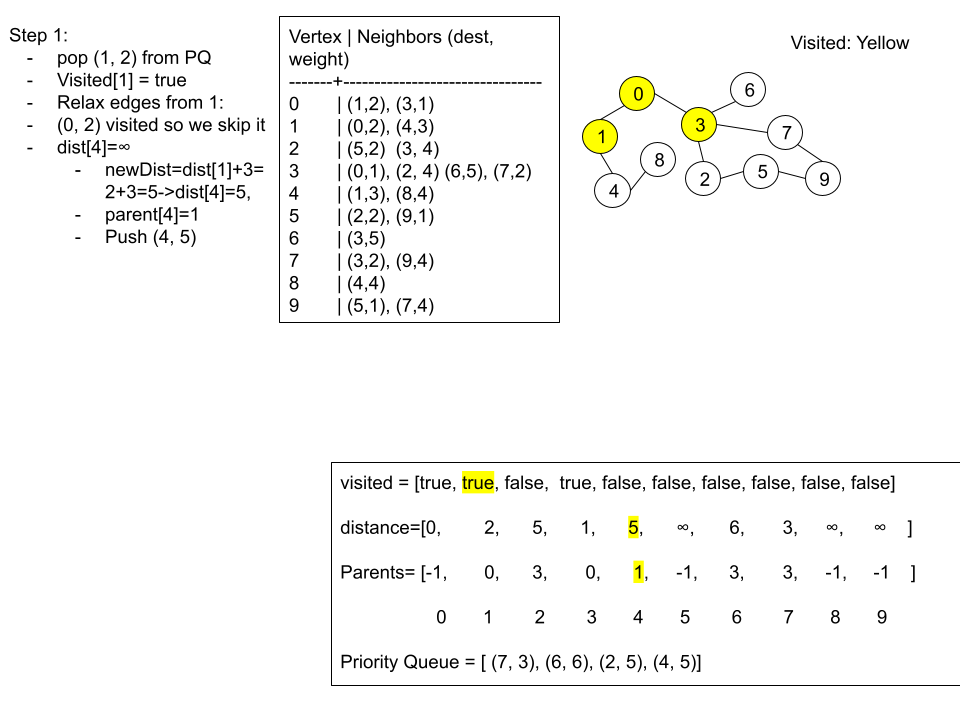 Step 1:
- pop (1, 2) from PQ
- Visited[1] = true
- Relax edges from 1:
- (0, 2) visited so we skip it
- dist[4]=∞
- newDist=dist[1]+3=
2+3=5->dist[4]=5,
- parent[4]=1
- Push (4, 5)
Vertex | Neighbors (dest,
weight)
-------+---------------------------------
0 | (1,2), (3,1)
1 | (0,2), (4,3)
2 | (5,2) (3, 4)
3 | (0,1), (2, 4) (6,5), (7,2)
4 | (1,3), (8,4)
5 | (2,2), (9,1)
6 | (3,5)
7 | (3,2), (9,4)
8 | (4,4)
9 | (5,1), (7,4)
Visited: Yellow
0
6
3
1
7
8
5
2
9
4
visited = [true, true, false, true, false, false, false, false, false, false]
distance=[0, 2, 5, 1, 5, ∞, 6, 3, ∞, ∞ ]
Parents= [-1, 0, 3, 0, 1, -1, 3, 3, -1, -1 ]
0 1 2 3 4 5 6 7 8 9
Priority Queue = [ (7, 3), (6, 6), (2, 5), (4, 5)]